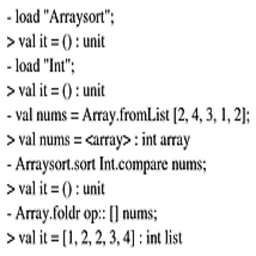 - load "Arraysort";
> val it = () : unit
- load "Int";
> val it = () : unit
- val nums = Array.fromList [2, 4, 3, 1, 2];
> val nums = <array> : int array
- Arraysort.sort Int.compare nums;
> val it = () : unit
- Array.foldr op:: [] nums;
> val it = [1, 2, 2, 3, 4] : int list